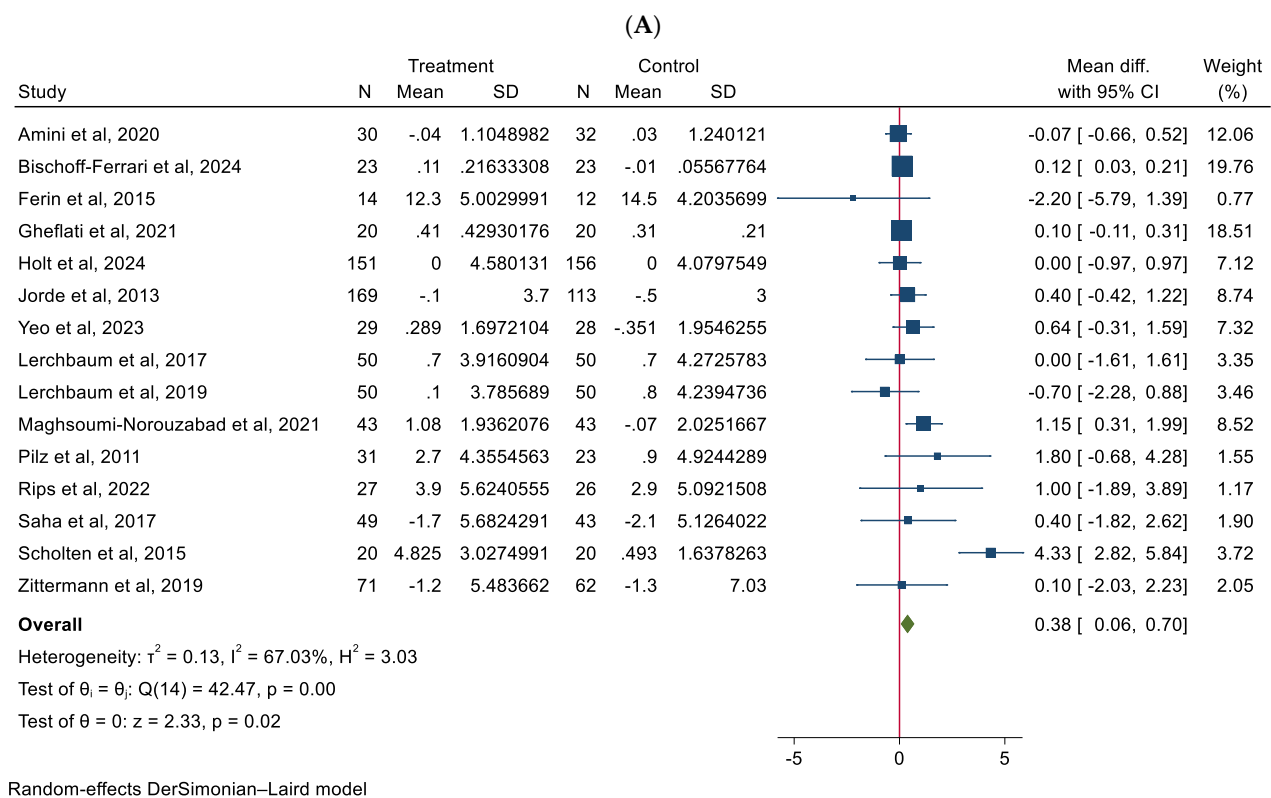 (A)
Treatment Control Mean diff. Weight
Study N Mean SD N Mean SD with 95% CI (%)
Amini et al, 2020 30 -.04 1.1048982 32 .03 1.240121 -0.07 [ -0.66, 0.52] 12.06
Bischoff-Ferrari et al, 2024 23 .11 .21633308 23 -.01 .05567764 0.12 [ 0.03, 0.21] 19.76
Ferin et al, 2015 14 12.3 5.0029991 12 14.5 4.2035699 -2.20 [ -5.79, 1.39] 0.77
Gheflati et al, 2021 20 .41 .42930176 20 .31 .21 0.10 [ -0.11, 0.31] 18.51
Holt et al, 2024 151 0 4.580131 156 0 4.0797549 0.00 [ -0.97, 0.97] 7.12
Jorde et al, 2013 169 -.1 3.7 113 -.5 3 0.40 [ -0.42, 1.22] 8.74
Yeo et al, 2023 29 .289 1.6972104 28 -.351 1.9546255 0.64 [ -0.31, 1.59] 7.32
Lerchbaum et al, 2017 50 .7 3.9160904 50 .7 4.2725783 0.00 [ -1.61, 1.61] 3.35
Lerchbaum et al, 2019 50 .1 3.785689 50 .8 4.2394736 -0.70 [ -2.28, 0.88] 3.46
Maghsoumi-Norouzabad et al, 2021 43 1.08 1.9362076 43 -.07 2.0251667 1.15 [ 0.31, 1.99] 8.52
Pilz et al, 2011 31 2.7 4.3554563 23 .9 4.9244289 1.80 [ -0.68, 4.28] 1.55
Rips et al, 2022 27 3.9 5.6240555 26 2.9 5.0921508 1.00 [ -1.89, 3.89] 1.17
Saha et al, 2017 49 -1.7 5.6824291 43 -2.1 5.1264022 0.40 [ -1.82, 2.62] 1.90
Scholten et al, 2015 20 4.825 3.0274991 20 .493 1.6378263 4.33 [ 2.82, 5.84] 3.72
Zittermann et al, 2019 71 -1.2 5.483662 62 -1.3 7.03 0.10 [ -2.03, 2.23] 2.05
Overall 0.38 [ 0.06, 0.70]
Heterogeneity: τ² = 0.13, I² = 67.03%, H² = 3.03
Test of θᵢ = θⱼ: Q(14) = 42.47, p = 0.00
Test of θ = 0: z = 2.33, p = 0.02
-5 0 5
Random-effects DerSimonian–Laird model